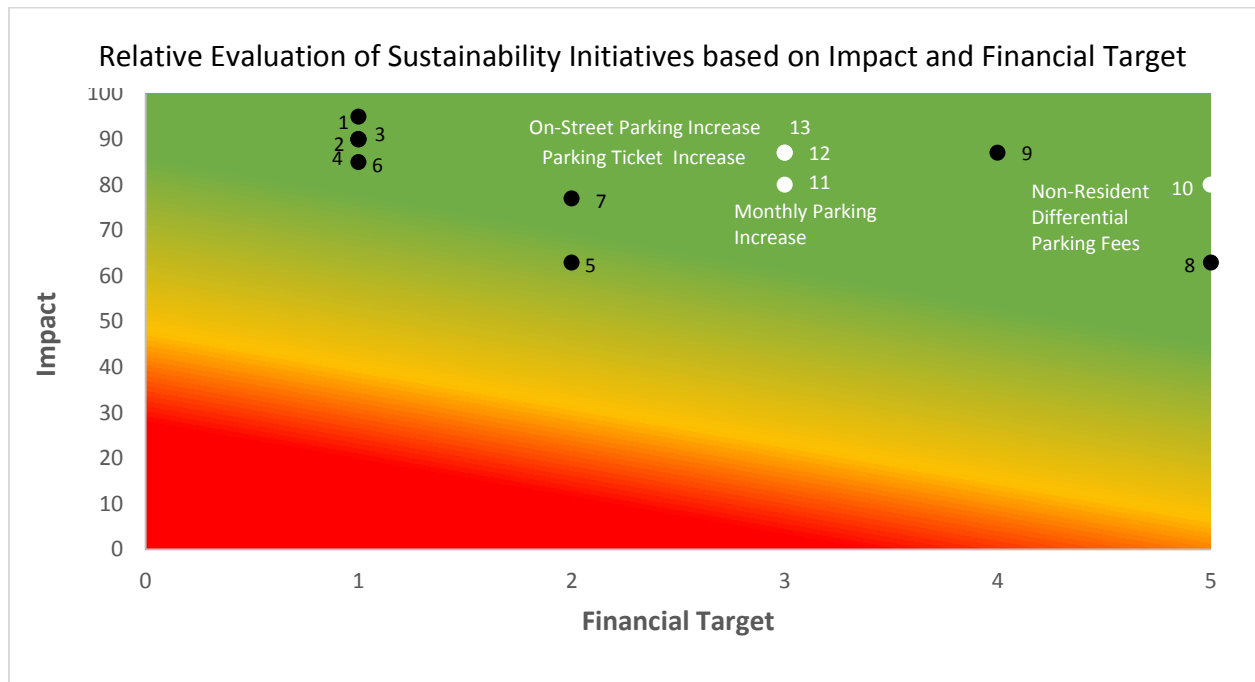 Relative Evaluation of Sustainability Initiatives based on Impact and Financial Target
100
90
80
70
60
50
40
30
20
10
0
Impact
1
3
2
4
6
7
5
On-Street Parking Increase 13
Parking Ticket Increase 12
11
Monthly Parking
Increase
9
Non-Resident
Differential
Parking Fees
10
8
0 1 2 3 4 5
Financial Target